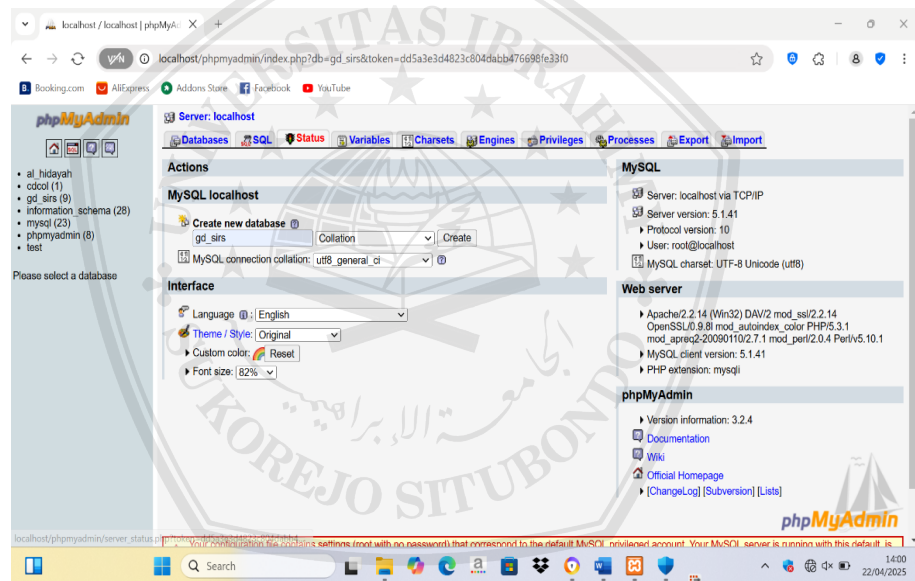 localhost / localhost | phpMyAd
VPN
localhost/phpmyadmin/index.php?db=gd_sirs&token=dd5a3e3d4823c804dabb476698fe33f0
Booking.com AliExpress Addons Store Facebook YouTube
phpMyAdmin
al_hidayah
cdcol (1)
gd_sirs (9)
information_schema (28)
mysql (23)
phpmyadmin (8)
test
Please select a database
Server: localhost
Databases SQL Status Variables Charsets Engines Privileges Processes Export Import
Actions
MySQL localhost
Create new database
gd_sirs Collation Create
MySQL connection collation: utf8_general_ci
Interface
Language : English
Theme / Style: Original
Custom color: Reset
Font size: 82%
MySQL
Server: localhost via TCP/IP
Server version: 5.1.41
Protocol version: 10
User: root@localhost
MySQL charset: UTF-8 Unicode (utf8)
Web server
Apache/2.2.14 (Win32) DAV/2 mod_ssl/2.2.14
OpenSSL/0.9.8l mod_autoindex_color PHP/5.3.1
mod_apreq2-20090110/2.7.1 mod_perl/2.0.4 Perl/v5.10.1
MySQL client version: 5.1.41
PHP extension: mysqli
phpMyAdmin
Version information: 3.2.4
Documentation
Wiki
Official Homepage
[ChangeLog] [Subversion] [Lists]
phpMyAdmin
Your configuration file contains settings (root with no password) that correspond to the default MySQL privileged account. Your MySQL server is running with this default, is
Search
14:00
22/04/2025